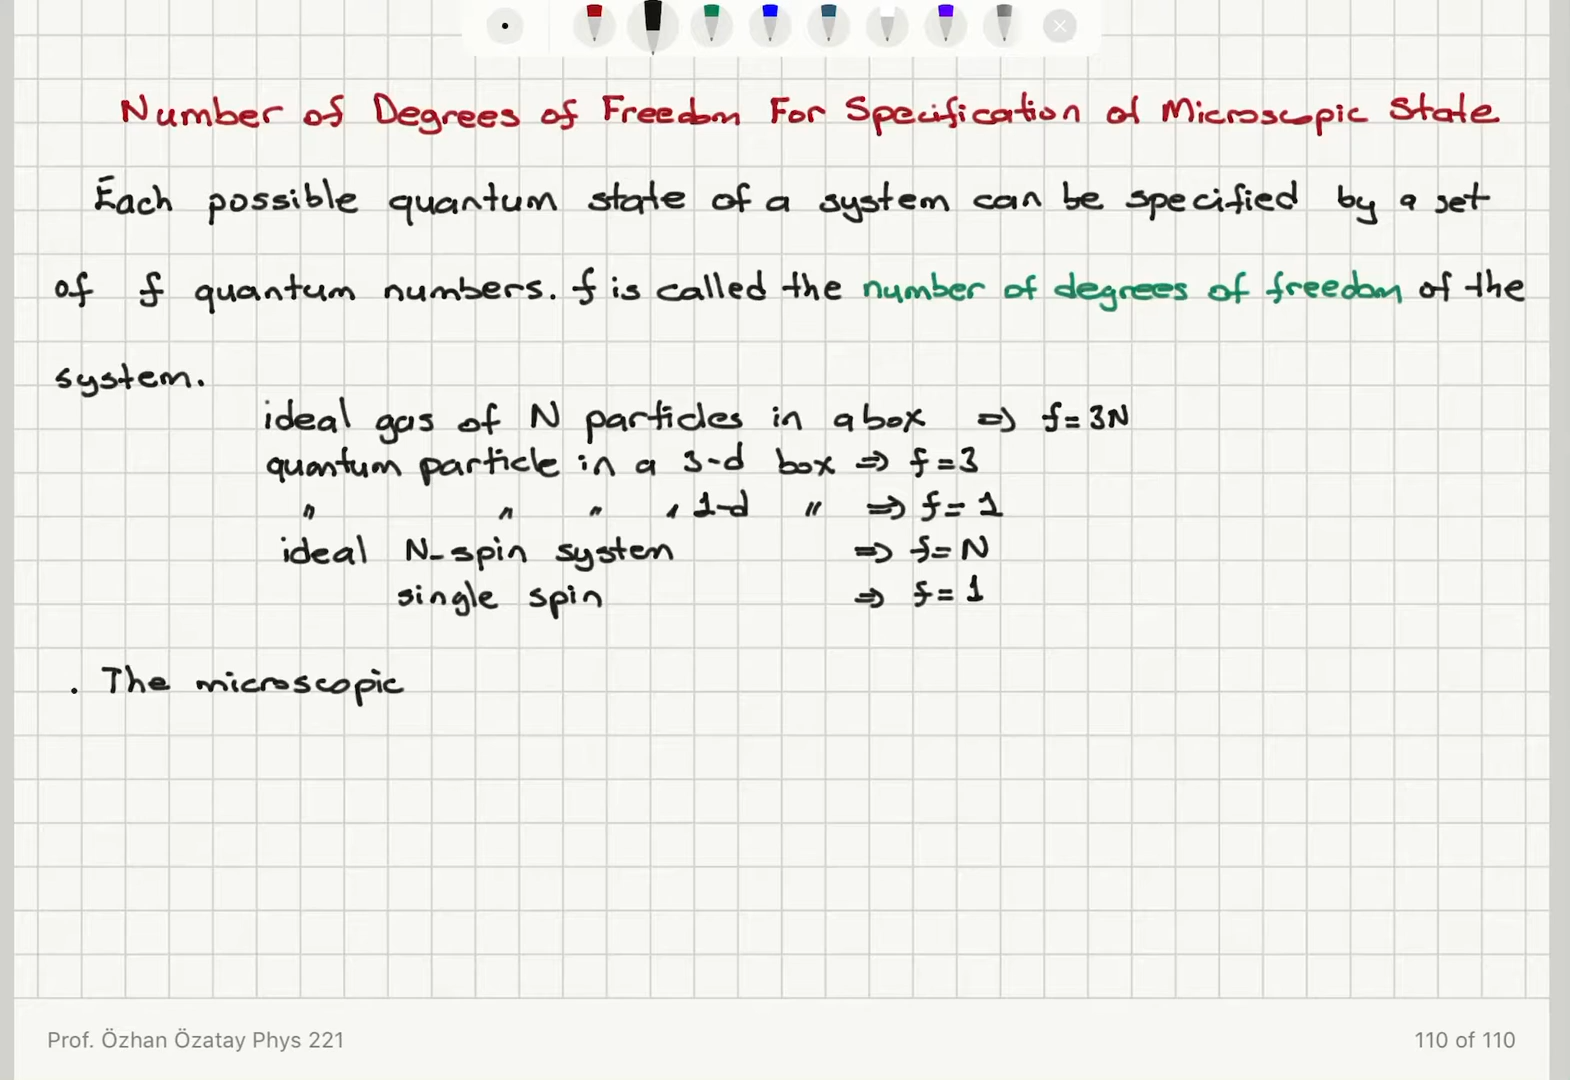 Number of Degrees of Freedom For Specification of Microscopic State
Each possible quantum state of a system can be specified by a set
of f quantum numbers. f is called the number of degrees of freedom of the
system.
ideal gas of N particles in a box ⇒ f=3N
quantum particle in a 3-d box ⇒ f=3
" " " " 1-d " ⇒ f=1
ideal N-spin system ⇒ f=N
single spin ⇒ f=1
. The microscopic
Prof. Özhan Özatay Phys 221
110 of 110